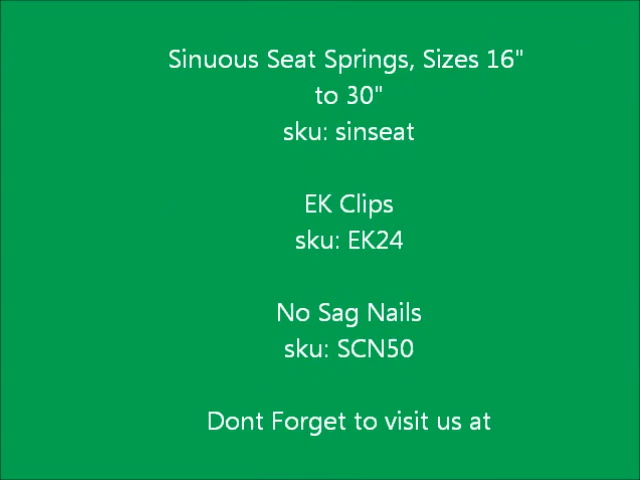 Sinuous Seat Springs, Sizes 16"
to 30"
sku: sinseat
EK Clips
sku: EK24
No Sag Nails
sku: SCN50
Dont Forget to visit us at